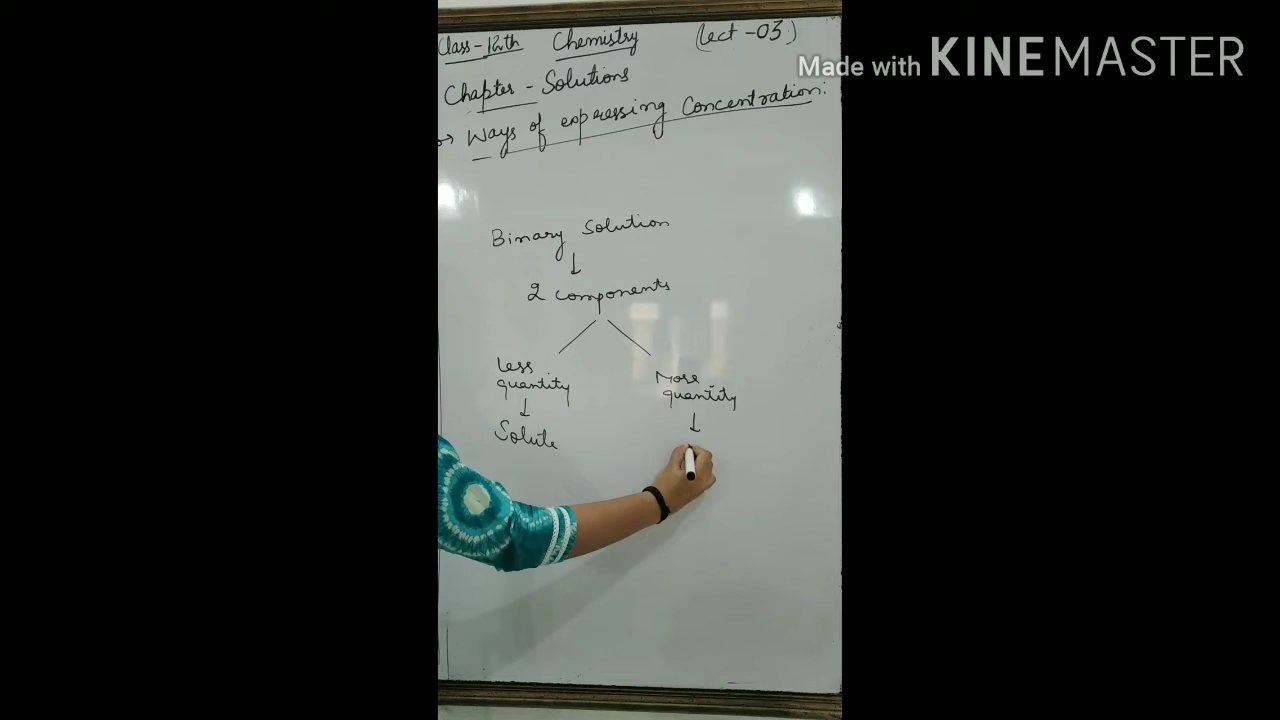 Class-12th Chemistry (Lect-03)
Made with KINEMASTER
Chapter - Solutions
Ways of expressing Concentration:
Binary Solution
↓
2 components
Less
quantity
↓
Solute
More
quantity
↓